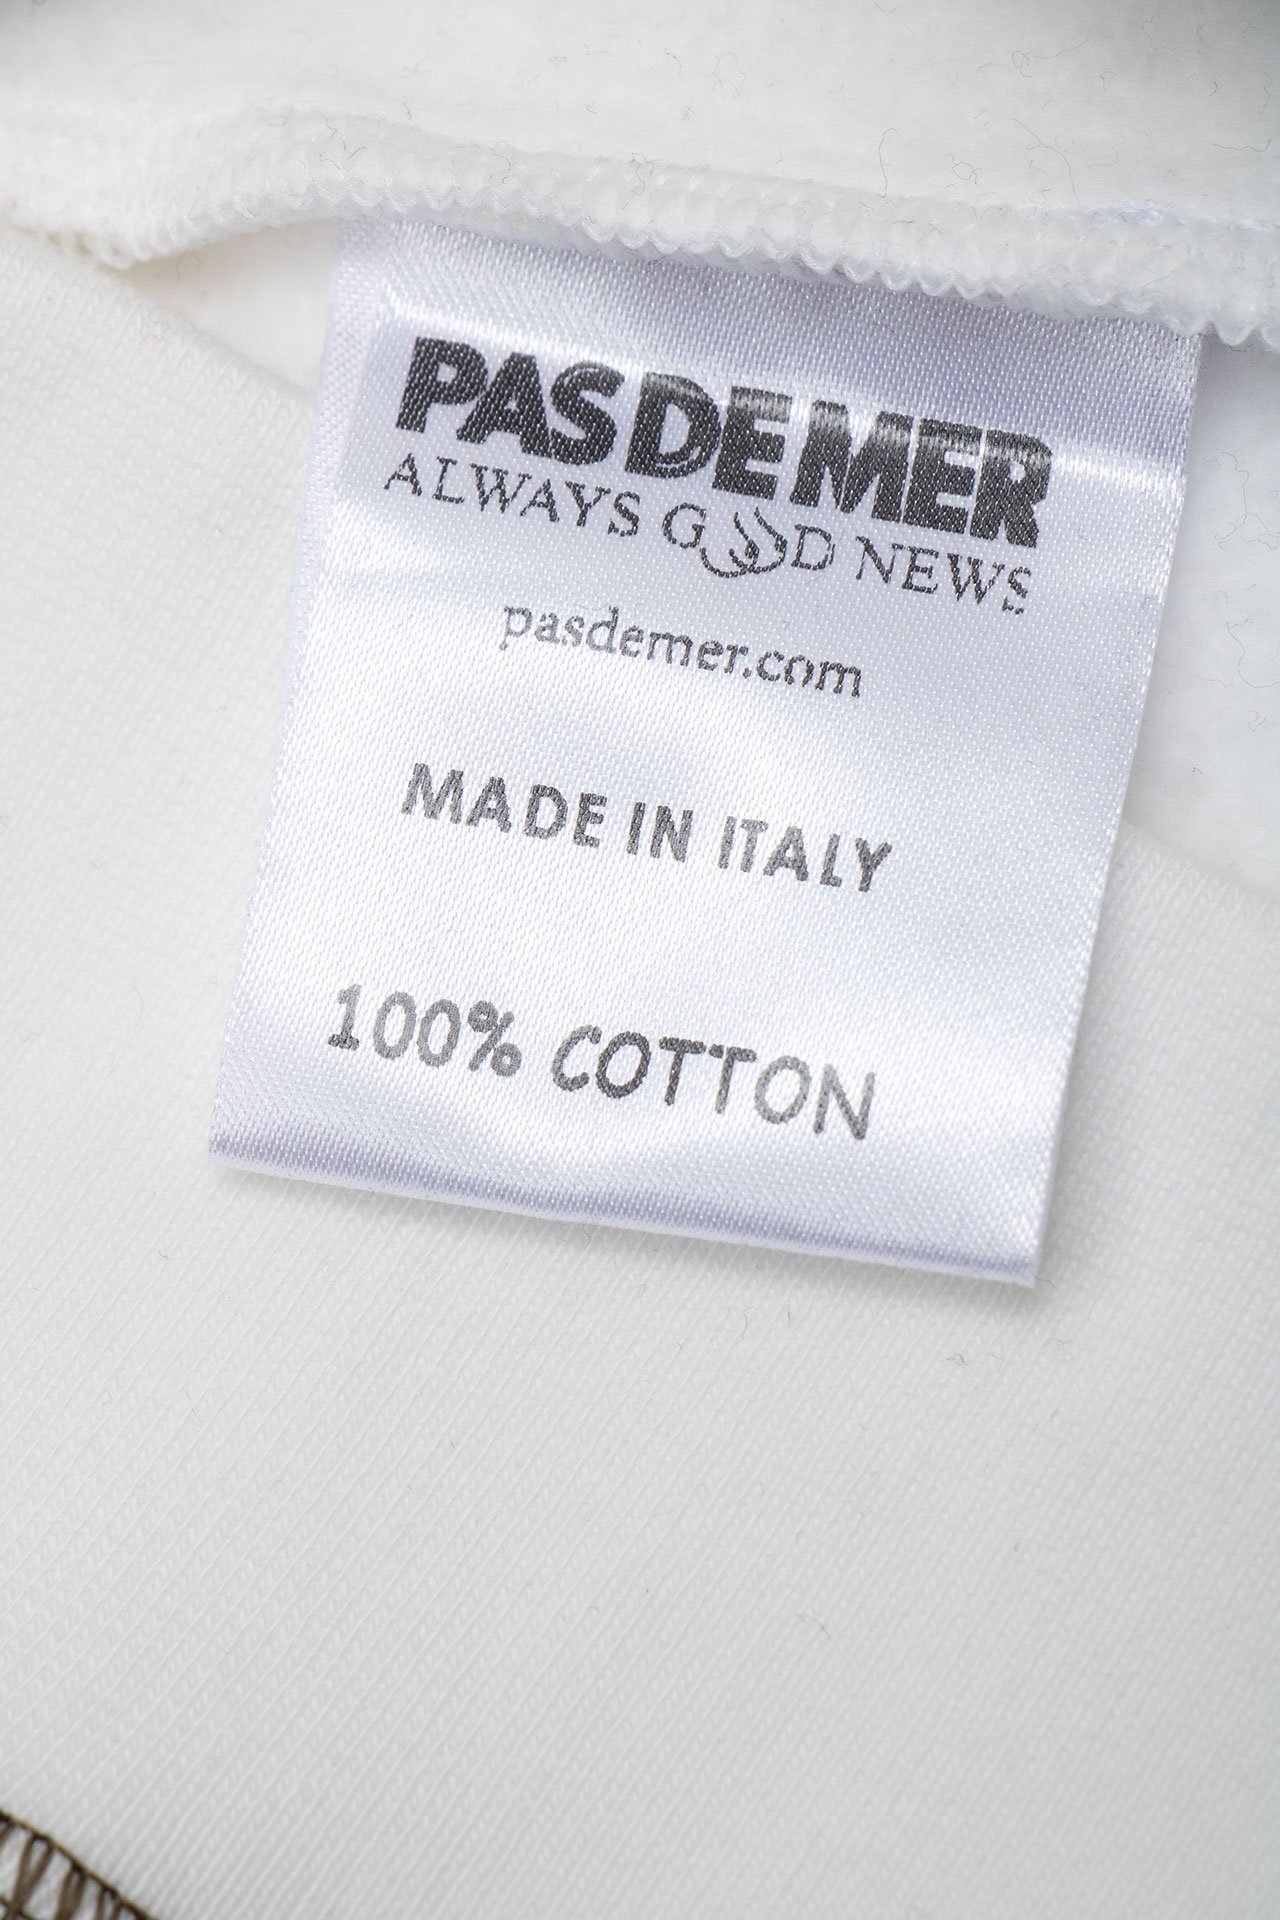 PAS DE MER
ALWAYS GOOD NEWS
pasdemer.com
MADE IN ITALY
100% COTTON